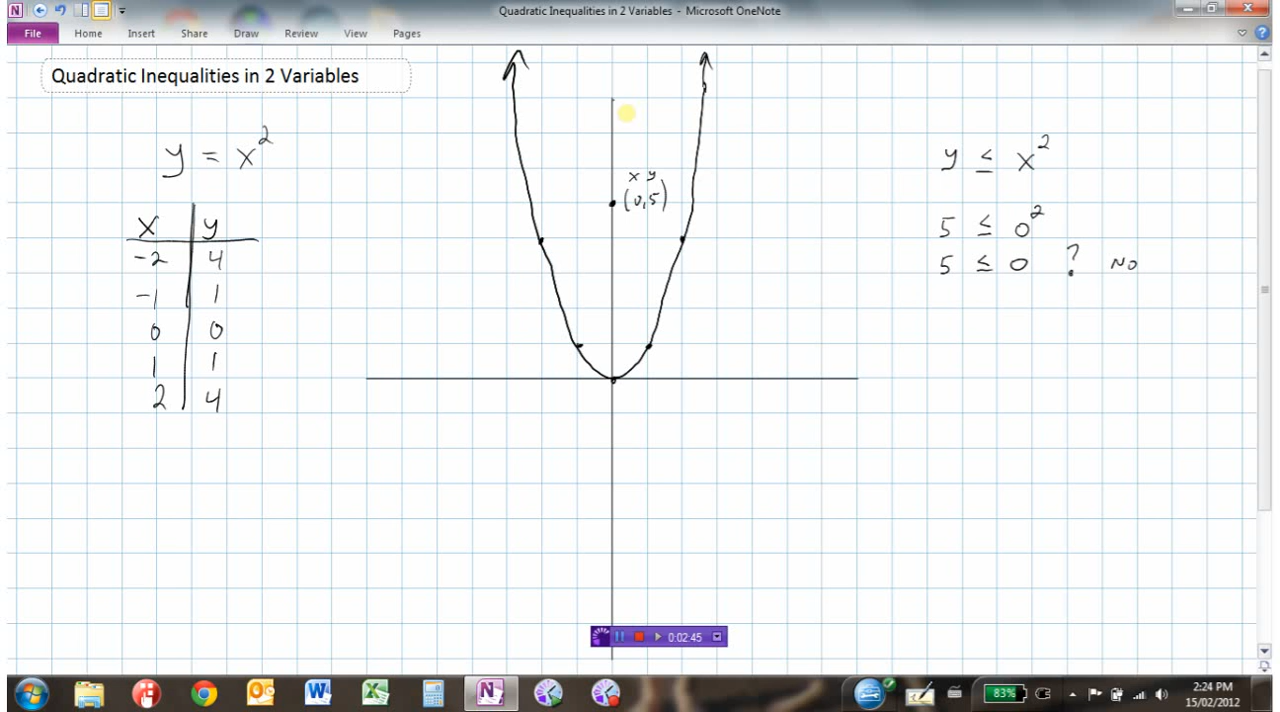 Quadratic Inequalities in 2 Variables - Microsoft OneNote
File Home Insert Share Draw Review View Pages
Quadratic Inequalities in 2 Variables
y = x²
x y
-2 4
-1 1
0 0
1 1
2 4
x y
(0,5)
y ≤ x²
5 ≤ 0²
5 ≤ 0 ? NO
0:02:45
83%
2:24 PM
15/02/2012